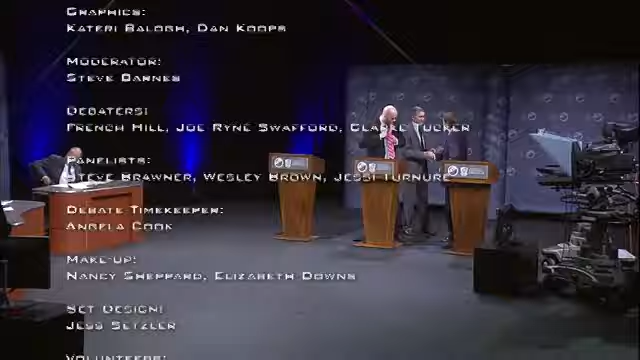 GRAPHICS:
KATERI BALOGH, DAN KOOPS
MODERATOR:
STEVE BARNES
DEBATERS:
FRENCH HILL, JOE RYNE SWAFFORD, CLARKE TUCKER
PANELISTS:
STEVE BRAWNER, WESLEY BROWN, JESSI TURNURE
DEBATE TIMEKEEPER:
ANGELA COOK
MAKE-UP:
NANCY SHEPPARD, ELIZABETH DOWNS
SET DESIGN:
JESS SETZLER
VOLUNTEERS: